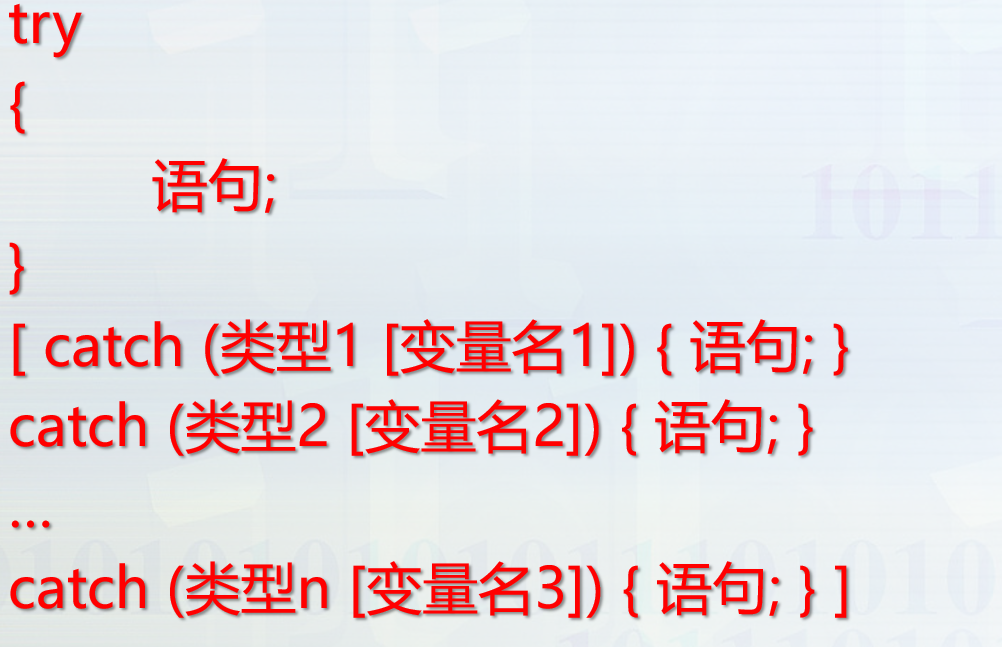 try
{
语句;
}
[ catch (类型1 [变量名1]) { 语句; }
catch (类型2 [变量名2]) { 语句; }
...
catch (类型n [变量名3]) { 语句; } ]